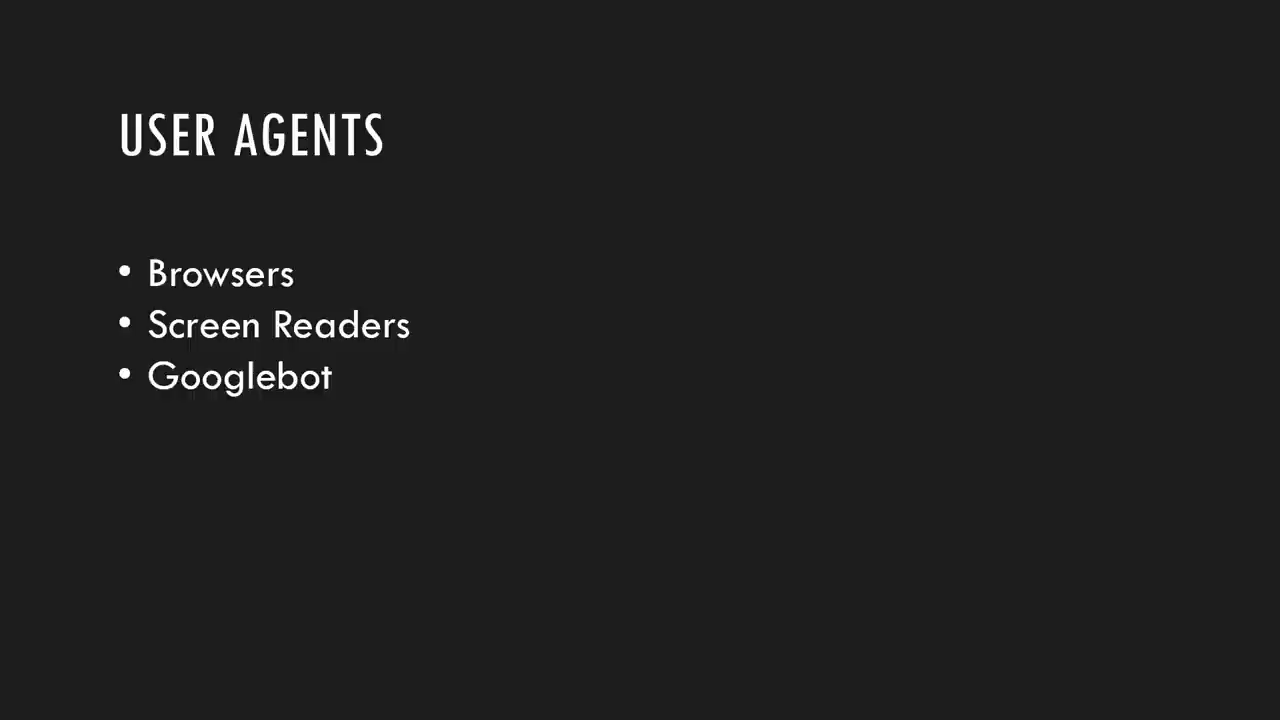 USER AGENTS
• Browsers
• Screen Readers
• Googlebot